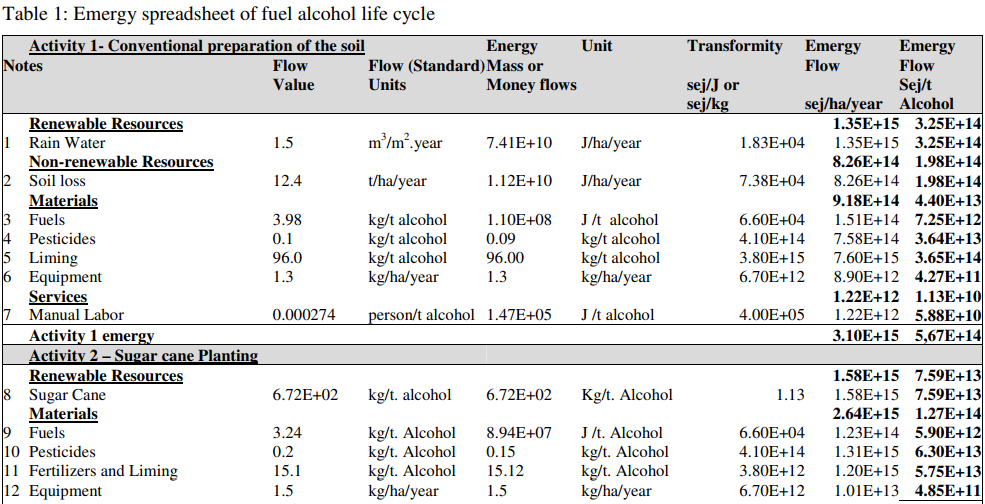 Table 1: Emergy spreadsheet of fuel alcohol life cycle
Activity 1- Conventional preparation of the soil Energy Unit Transformity Emergy Emergy
Notes Flow Flow (Standard) Mass or Flow Flow
Value Units Money flows sej/J or Sej/t
sej/kg sej/ha/year Alcohol
Renewable Resources 1.35E+15 3.25E+14
1 Rain Water 1.5 m³/m².year 7.41E+10 J/ha/year 1.83E+04 1.35E+15 3.25E+14
Non-renewable Resources 8.26E+14 1.98E+14
2 Soil loss 12.4 t/ha/year 1.12E+10 J/ha/year 7.38E+04 8.26E+14 1.98E+14
Materials 9.18E+14 4.40E+13
3 Fuels 3.98 kg/t alcohol 1.10E+08 J /t alcohol 6.60E+04 1.51E+14 7.25E+12
4 Pesticides 0.1 kg/t alcohol 0.09 kg/t alcohol 4.10E+14 7.58E+14 3.64E+13
5 Liming 96.0 kg/t alcohol 96.00 kg/t alcohol 3.80E+15 7.60E+15 3.65E+14
6 Equipment 1.3 kg/ha/year 1.3 kg/ha/year 6.70E+12 8.90E+12 4.27E+11
Services 1.22E+12 1.13E+10
7 Manual Labor 0.000274 person/t alcohol 1.47E+05 J /t alcohol 4.00E+05 1.22E+12 5.88E+10
Activity 1 emergy 3.10E+15 5,67E+14
Activity 2 – Sugar cane Planting
Renewable Resources 1.58E+15 7.59E+13
8 Sugar Cane 6.72E+02 kg/t. alcohol 6.72E+02 Kg/t. Alcohol 1.13 1.58E+15 7.59E+13
Materials 2.64E+15 1.27E+14
9 Fuels 3.24 kg/t. Alcohol 8.94E+07 J /t. Alcohol 6.60E+04 1.23E+14 5.90E+12
10 Pesticides 0.2 kg/t. Alcohol 0.15 kg/t. Alcohol 4.10E+14 1.31E+15 6.30E+13
11 Fertilizers and Liming 15.1 kg/t. Alcohol 15.12 kg/t. Alcohol 3.80E+12 1.20E+15 5.75E+13
12 Equipment 1.5 kg/ha/year 1.5 kg/ha/year 6.70E+12 1.01E+13 4.85E+11